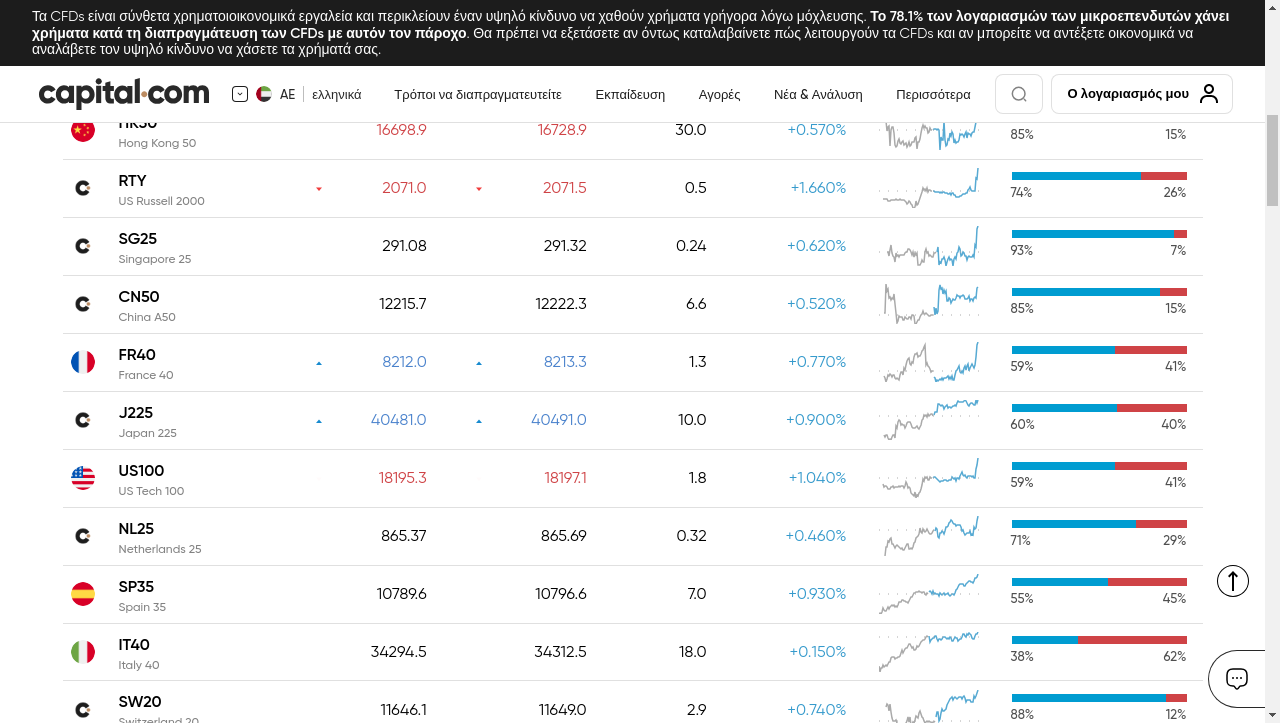 Τα CFDs είναι σύνθετα χρηματοιοικονομικά εργαλεία και περικλείουν έναν υψηλό κίνδυνο να χαθούν χρήματα γρήγορα λόγω μόχλευσης. Το 78.1% των λογαριασμών των μικροεπενδυτών χάνει
χρήματα κατά τη διαπραγμάτευση των CFDs με αυτόν τον πάροχο. Θα πρέπει να εξετάσετε αν όντως καταλαβαίνετε πώς λειτουργούν τα CFDs και αν μπορείτε να αντέξετε οικονομικά να
αναλάβετε τον υψηλό κίνδυνο να χάσετε τα χρήματά σας.
capital.com AE ελληνικά Τρόποι να διαπραγματευτείτε Εκπαίδευση Αγορές Νέα & Ανάλυση Περισσότερα Ο λογαριασμός μου
HK50 16698.9 16728.9 30.0 +0.570%
Hong Kong 50 85% 15%
RTY 2071.0 2071.5 0.5 +1.660%
US Russell 2000 74% 26%
SG25 291.08 291.32 0.24 +0.620%
Singapore 25 93% 7%
CN50 12215.7 12222.3 6.6 +0.520%
China A50 85% 15%
FR40 8212.0 8213.3 1.3 +0.770%
France 40 59% 41%
J225 40481.0 40491.0 10.0 +0.900%
Japan 225 60% 40%
US100 18195.3 18197.1 1.8 +1.040%
US Tech 100 59% 41%
NL25 865.37 865.69 0.32 +0.460%
Netherlands 25 71% 29%
SP35 10789.6 10796.6 7.0 +0.930%
Spain 35 55% 45%
IT40 34294.5 34312.5 18.0 +0.150%
Italy 40 38% 62%
SW20 11646.1 11649.0 2.9 +0.740%
Switzerland 20 88% 12%